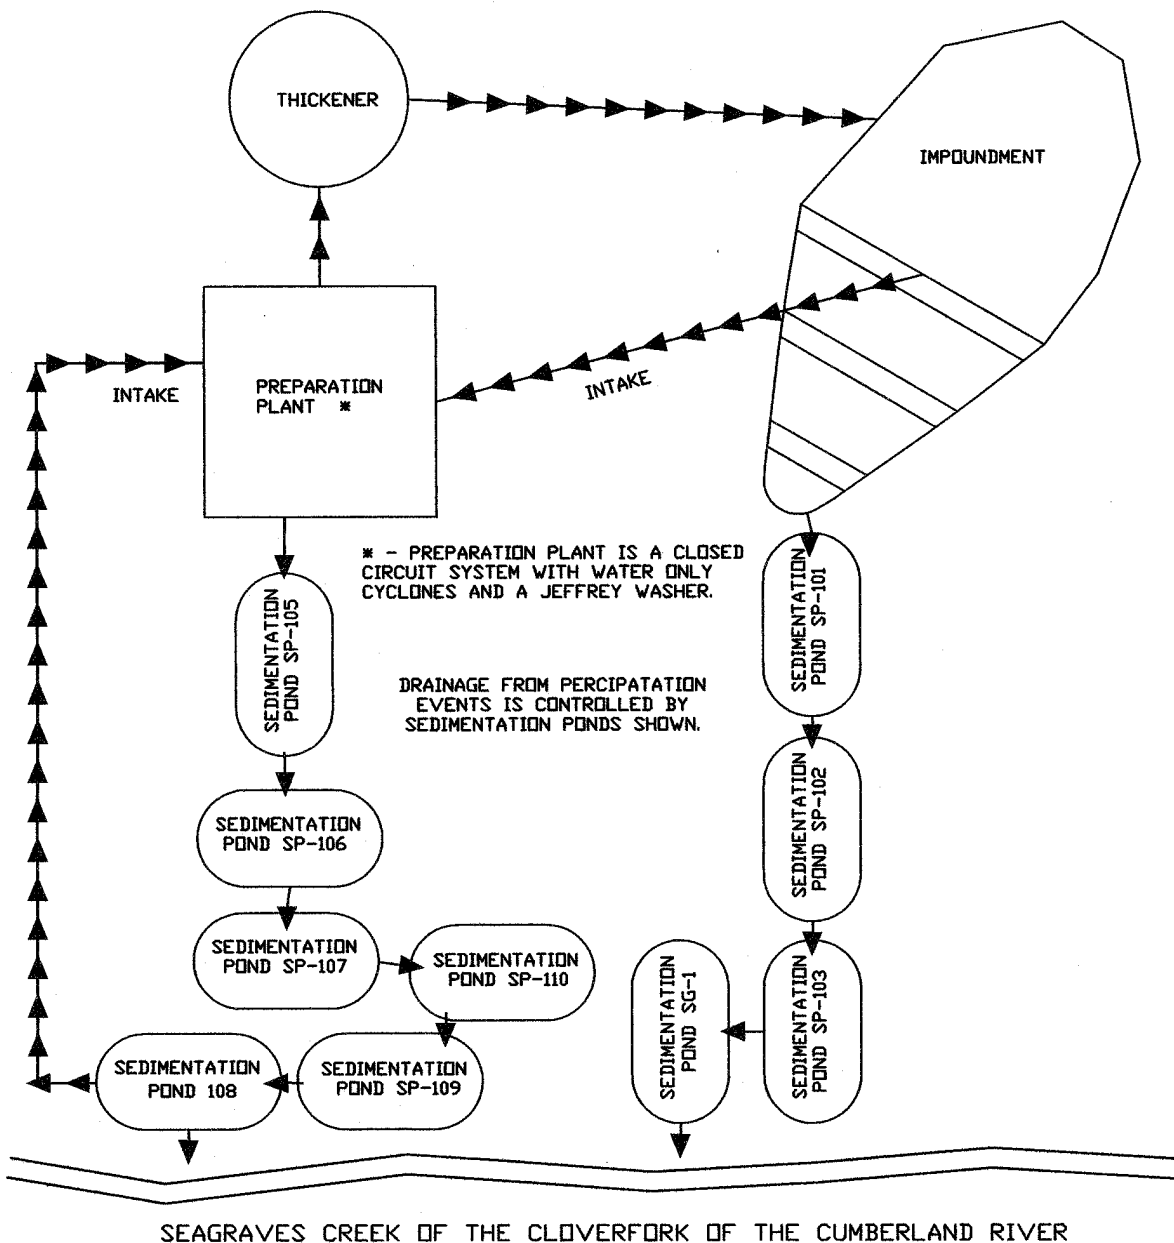 THICKENER
IMPOUNDMENT
INTAKE
PREPARATION
PLANT *
INTAKE
* - PREPARATION PLANT IS A CLOSED
CIRCUIT SYSTEM WITH WATER ONLY
CYCLONES AND A JEFFREY WASHER.
SEDIMENTATION
POND SP-105
SEDIMENTATION
POND SP-101
DRAINAGE FROM PERCIPATATION
EVENTS IS CONTROLLED BY
SEDIMENTATION PONDS SHOWN.
SEDIMENTATION
POND SP-106
SEDIMENTATION
POND SP-102
SEDIMENTATION
POND SP-107
SEDIMENTATION
POND SP-110
SEDIMENTATION
POND SG-1
SEDIMENTATION
POND SP-103
SEDIMENTATION
POND 108
SEDIMENTATION
POND SP-109
SEAGRAVES CREEK OF THE CLOVERFORK OF THE CUMBERLAND RIVER